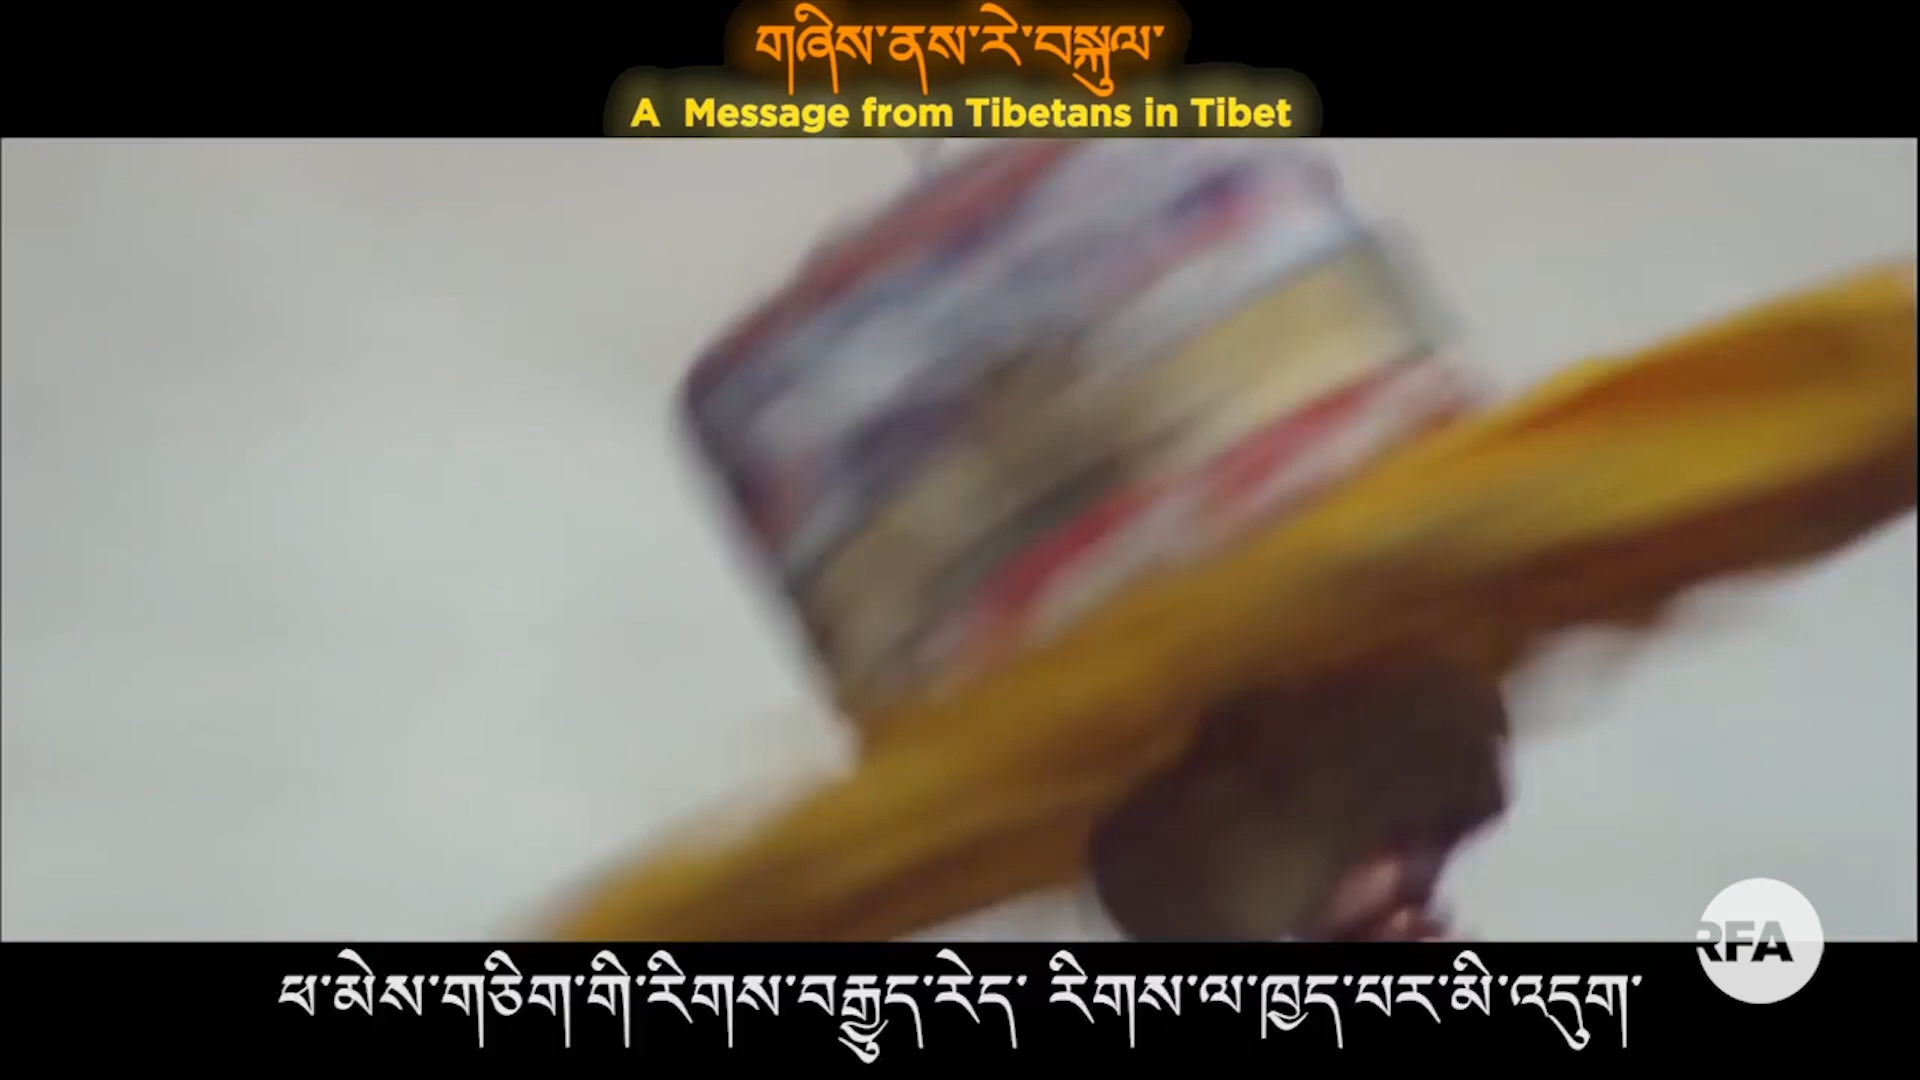 གཞིས་ནས་རེ་བསྐུལ་
A Message from Tibetans in Tibet
RFA
ཕ་མེས་གཅིག་གི་རིགས་བརྒྱུད་རེད་ རིགས་ལ་ཁྱད་པར་མི་འདུག་